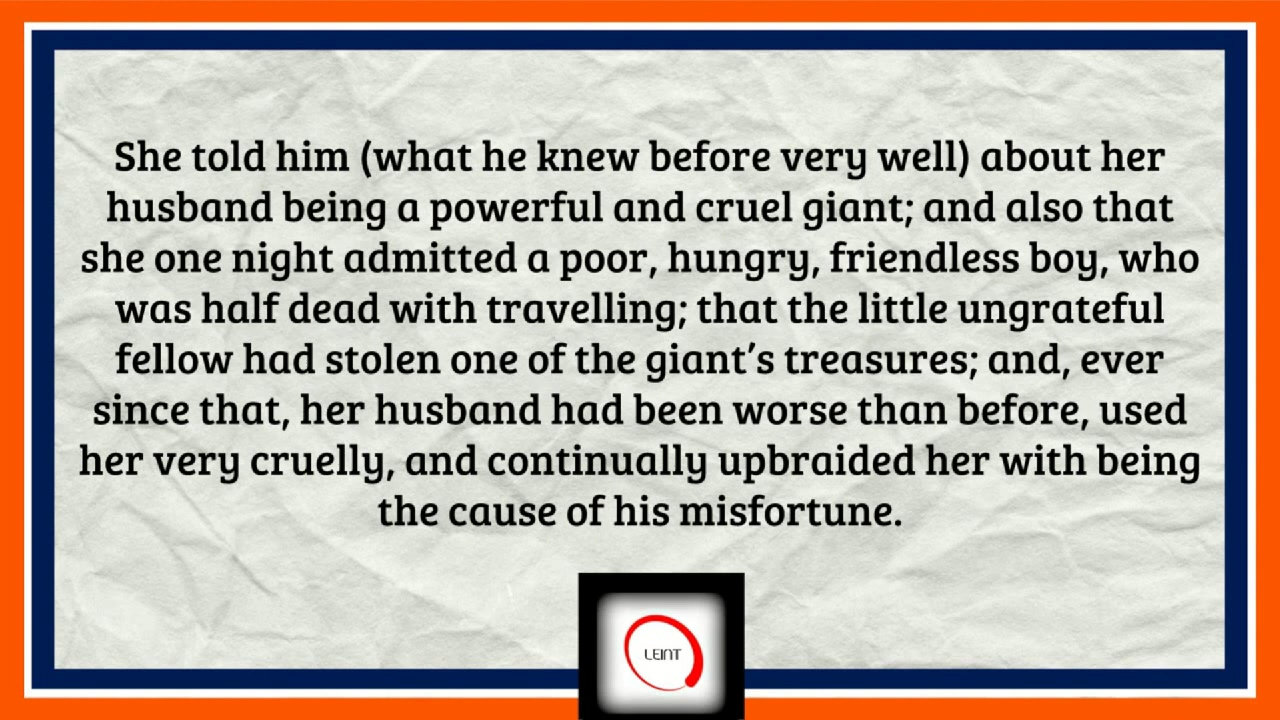 She told him (what he knew before very well) about her
husband being a powerful and cruel giant; and also that
she one night admitted a poor, hungry, friendless boy, who
was half dead with travelling; that the little ungrateful
fellow had stolen one of the giant’s treasures; and, ever
since that, her husband had been worse than before, used
her very cruelly, and continually upbraided her with being
the cause of his misfortune.
LEINT